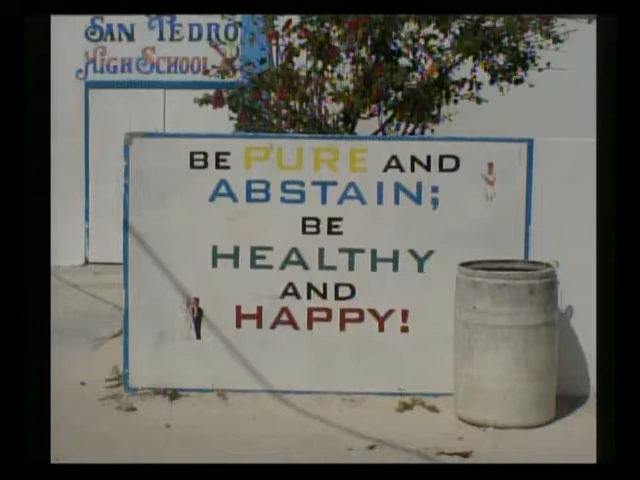 San Pedro
High School
BE PURE AND
ABSTAIN;
BE
HEALTHY
AND
HAPPY!